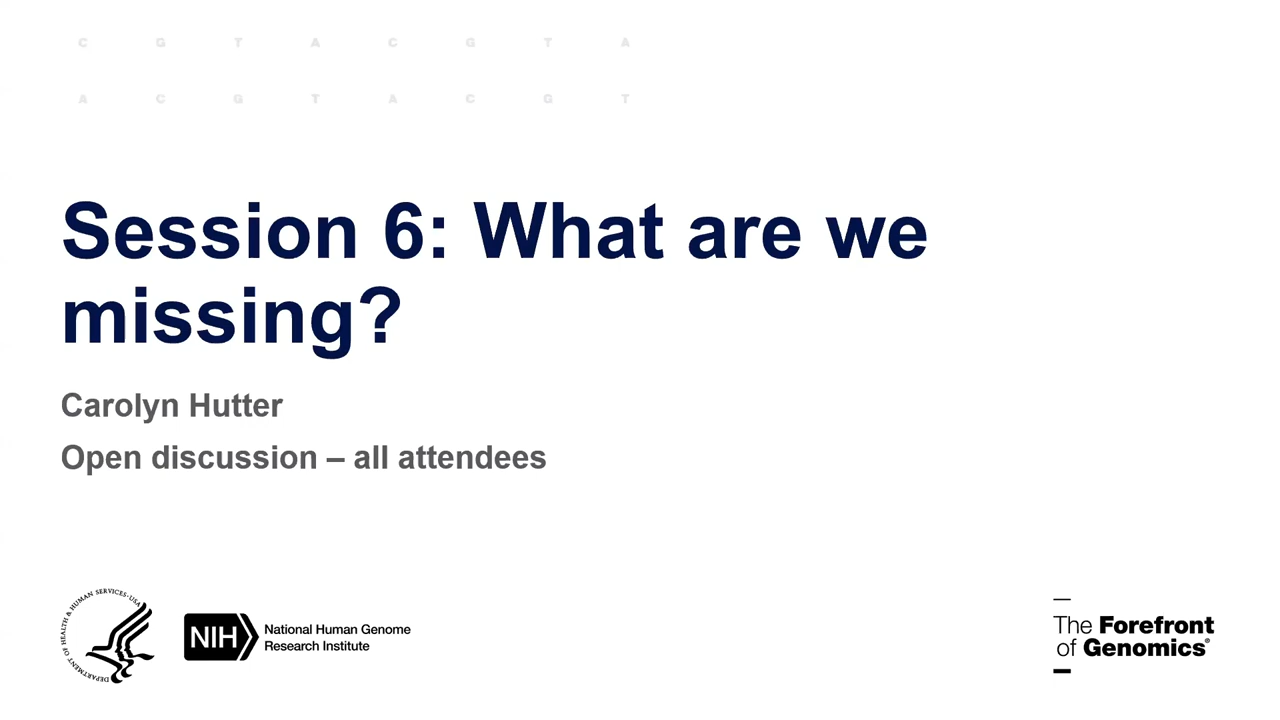 C G T A C G T A
A C G T A C G T
Session 6: What are we
missing?
Carolyn Hutter
Open discussion – all attendees
DEPARTMENT OF HEALTH & HUMAN SERVICES·USA
NIH
National Human Genome
Research Institute
The Forefront
of Genomics®